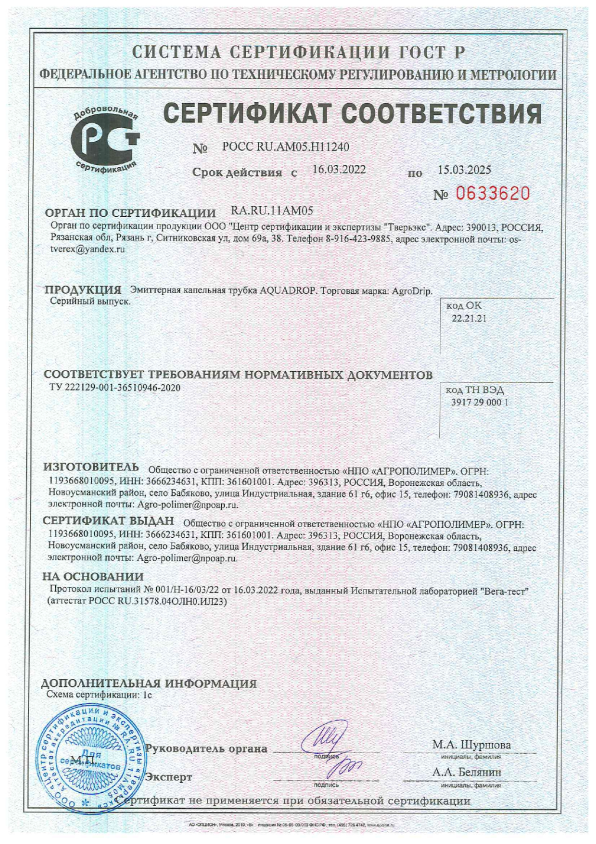 СИСТЕМА СЕРТИФИКАЦИИ ГОСТ Р
ФЕДЕРАЛЬНОЕ АГЕНТСТВО ПО ТЕХНИЧЕСКОМУ РЕГУЛИРОВАНИЮ И МЕТРОЛОГИИ
Добровольная
сертификация
СЕРТИФИКАТ СООТВЕТСТВИЯ
№ РОСС RU.АМ05.Н11240
Срок действия с 16.03.2022 по 15.03.2025
№ 0633620
ОРГАН ПО СЕРТИФИКАЦИИ RA.RU.11АМ05
Орган по сертификации продукции ООО "Центр сертификации и экспертизы "Тверьэкс". Адрес: 390013, РОССИЯ,
Рязанская обл, Рязань г, Ситниковская ул, дом 69а, 38. Телефон 8-916-423-9885, адрес электронной почты: os-
tverex@yandex.ru
ПРОДУКЦИЯ Эмиттерная капельная трубка AQUADROP. Торговая марка: AgroDrip.
Серийный выпуск.
код ОК
22.21.21
СООТВЕТСТВУЕТ ТРЕБОВАНИЯМ НОРМАТИВНЫХ ДОКУМЕНТОВ
ТУ 222129-001-36510946-2020
код ТН ВЭД
3917 29 000 1
ИЗГОТОВИТЕЛЬ Общество с ограниченной ответственностью «НПО «АГРОПОЛИМЕР». ОГРН:
1193668010095, ИНН: 3666234631, КПП: 361601001. Адрес: 396313, РОССИЯ, Воронежская область,
Новоусманский район, село Бабяково, улица Индустриальная, здание 61 г6, офис 15, телефон: 79081408936, адрес
электронной почты: Agro-polimer@npoap.ru.
СЕРТИФИКАТ ВЫДАН Общество с ограниченной ответственностью «НПО «АГРОПОЛИМЕР». ОГРН:
1193668010095, ИНН: 3666234631, КПП: 361601001. Адрес: 396313, РОССИЯ, Воронежская область,
Новоусманский район, село Бабяково, улица Индустриальная, здание 61 г6, офис 15, телефон: 79081408936, адрес
электронной почты: Agro-polimer@npoap.ru.
НА ОСНОВАНИИ
Протокол испытаний № 001/Н-16/03/22 от 16.03.2022 года, выданный Испытательной лабораторией "Вега-тест"
(аттестат РОСС RU.31578.04ОЛН0.ИЛ23)
ДОПОЛНИТЕЛЬНАЯ ИНФОРМАЦИЯ
Схема сертификации: 1с
М.П.
Для
сертификатов
Руководитель органа
подпись
М.А. Шурпова
инициалы, фамилия
Эксперт
подпись
А.А. Белянин
инициалы, фамилия
Сертификат не применяется при обязательной сертификации